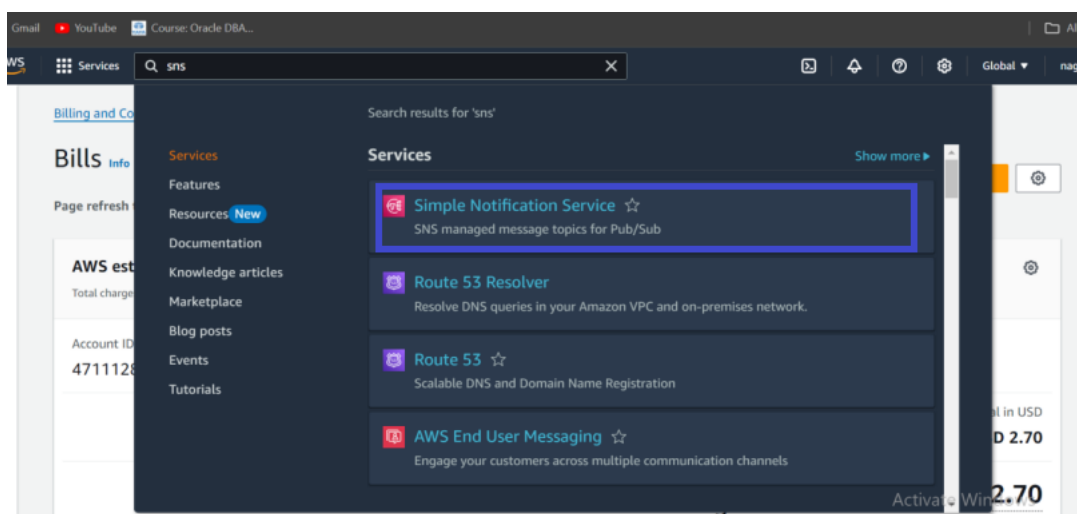 Gmail YouTube Course: Oracle DBA...
Services sns Global
Billing and Co
Search results for 'sns'
Bills Info
Services
Services
Show more
Features
Simple Notification Service
SNS managed message topics for Pub/Sub
Page refresh
Resources New
Documentation
AWS est
Knowledge articles
Route 53 Resolver
Resolve DNS queries in your Amazon VPC and on-premises network.
Total charge
Marketplace
Blog posts
Account ID
4711128
Events
Route 53
Scalable DNS and Domain Name Registration
Tutorials
al in USD
D 2.70
AWS End User Messaging
Engage your customers across multiple communication channels
2.70
Activate Windows